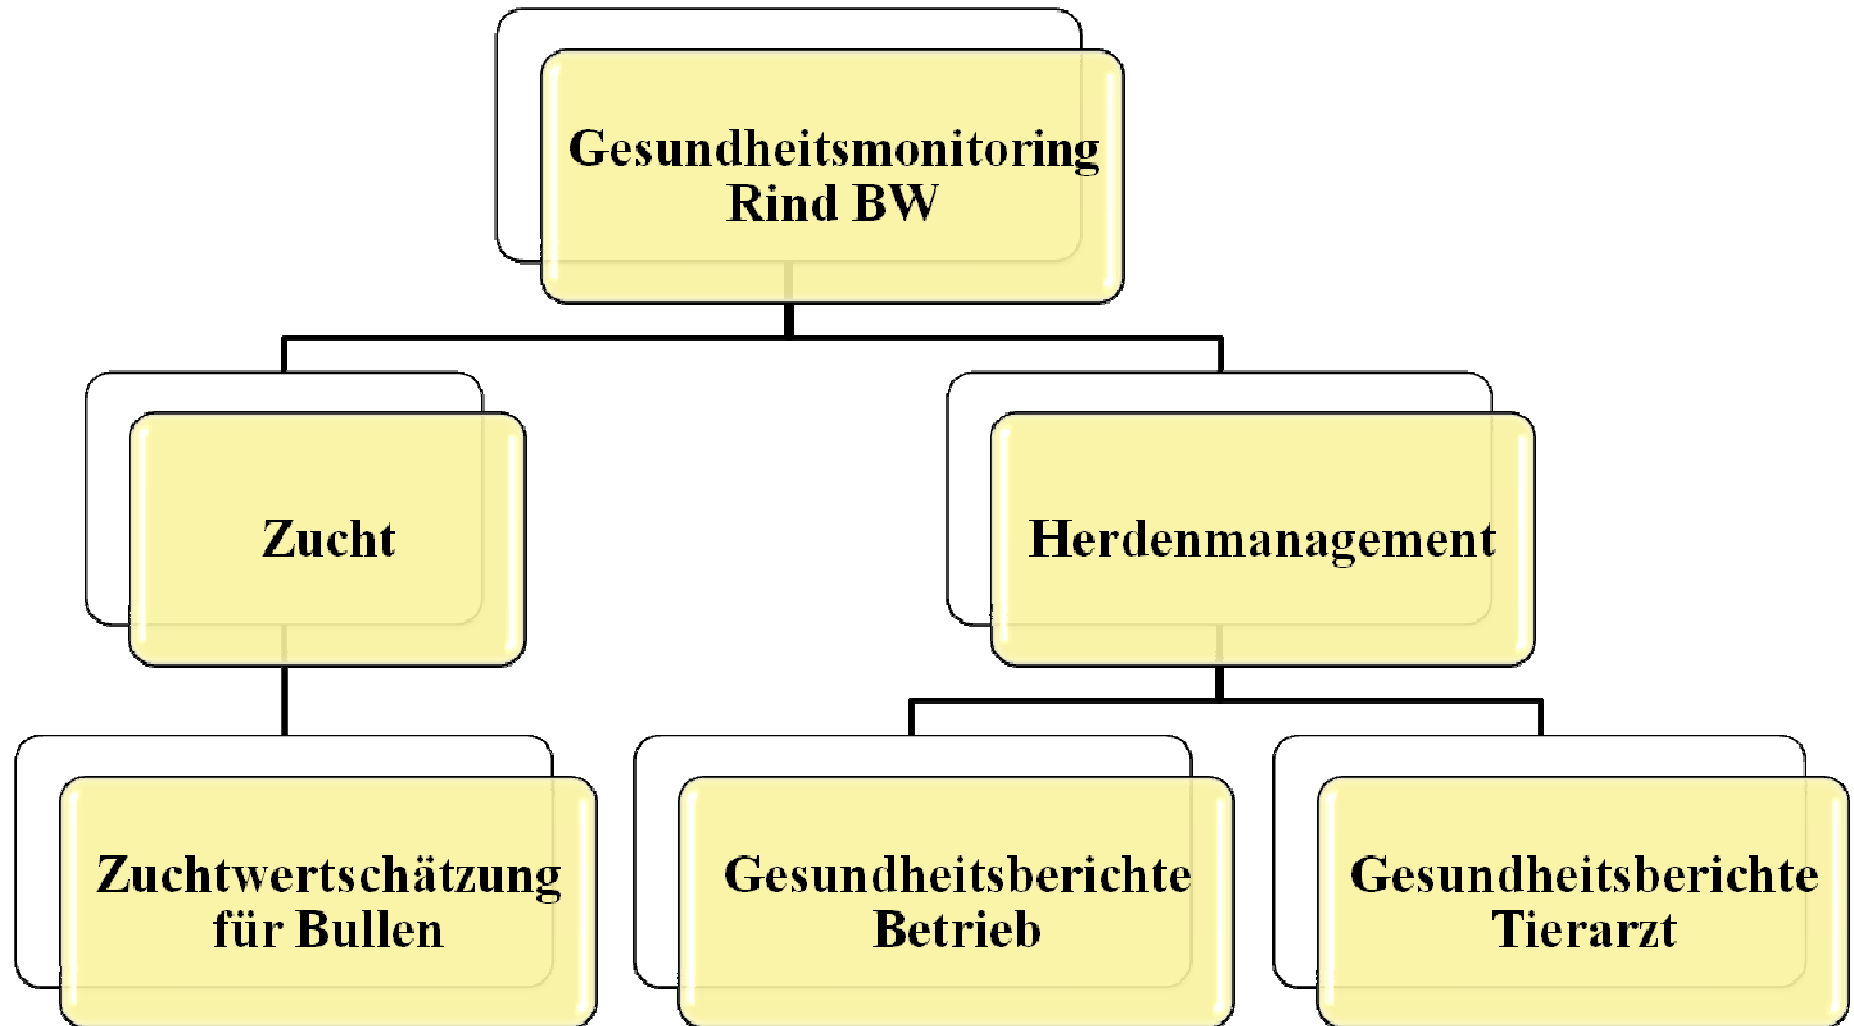 Gesundheitsmonitoring
Rind BW
Zucht
Herdenmanagement
Zuchtwertschätzung
für Bullen
Gesundheitsberichte
Betrieb
Gesundheitsberichte
Tierarzt